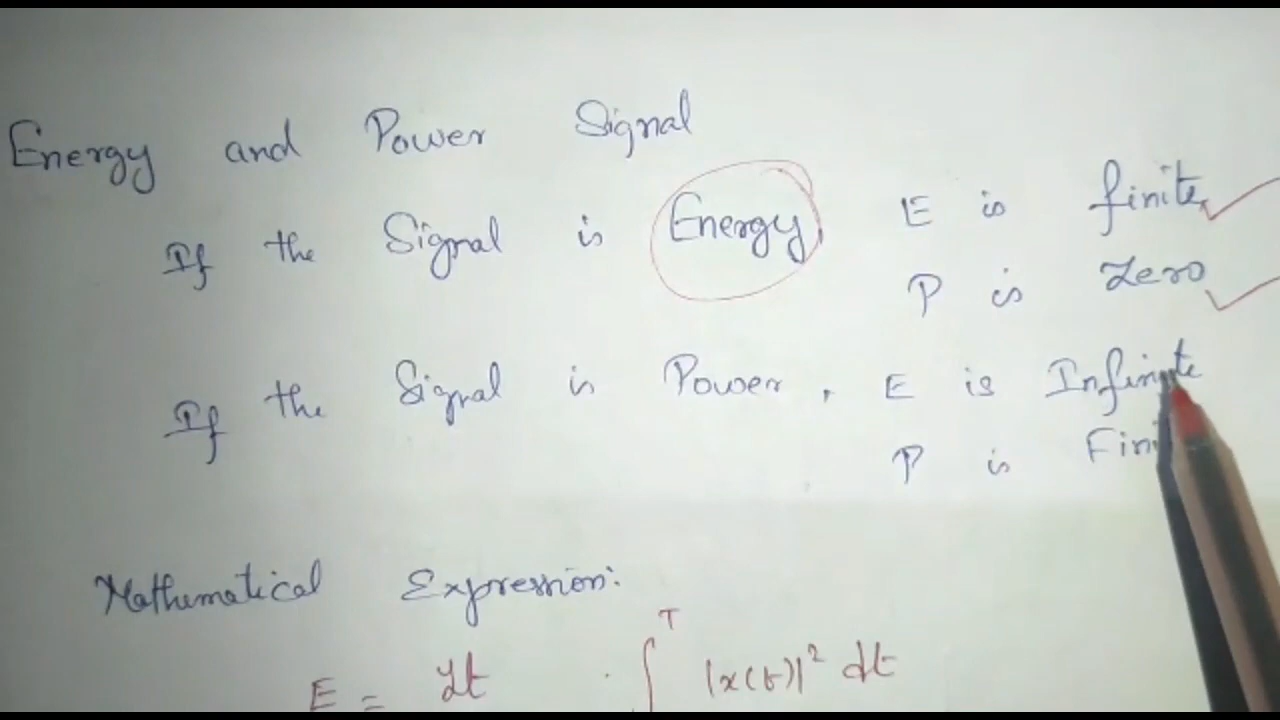 Energy and Power Signal
If the Signal is Energy, E is finite
P is Zero
If the Signal is Power, E is Infinite
P is
Mathematical Expression:
E = Lt ∫ T |x(t)|² dt